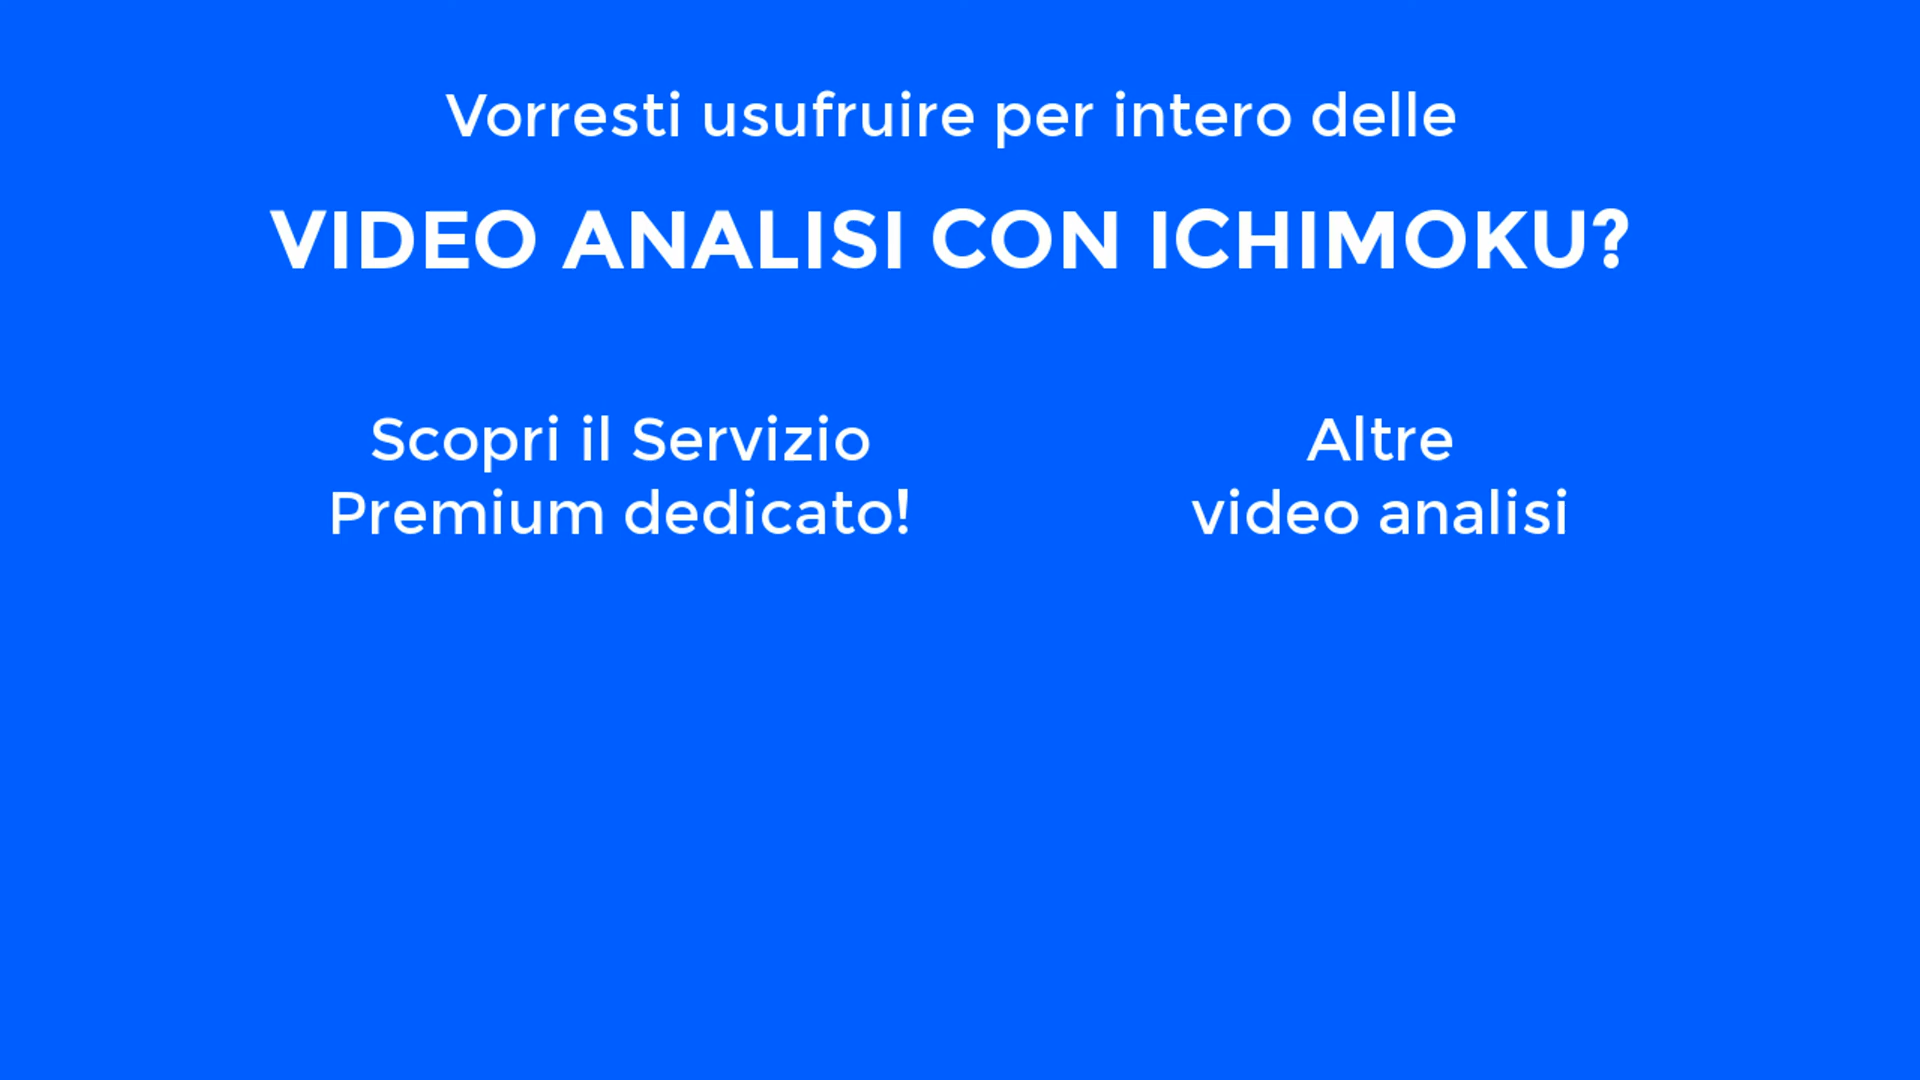 Vorresti usufruire per intero delle
VIDEO ANALISI CON ICHIMOKU?
Scopri il Servizio
Premium dedicato!
Altre
video analisi